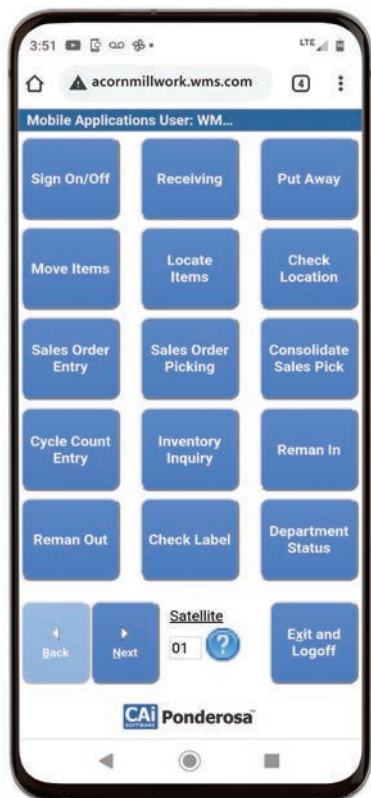 3:51 LTE
acornmillwork.wms.com 4
Mobile Applications User: WM...
Sign On/Off
Receiving
Put Away
Move Items
Locate
Items
Check
Location
Sales Order
Entry
Sales Order
Picking
Consolidate
Sales Pick
Cycle Count
Entry
Inventory
Inquiry
Reman In
Reman Out
Check Label
Department
Status
Back
Next
Satellite
01 ?
Exit and
Logoff
CAi SOFTWARE Ponderosa™